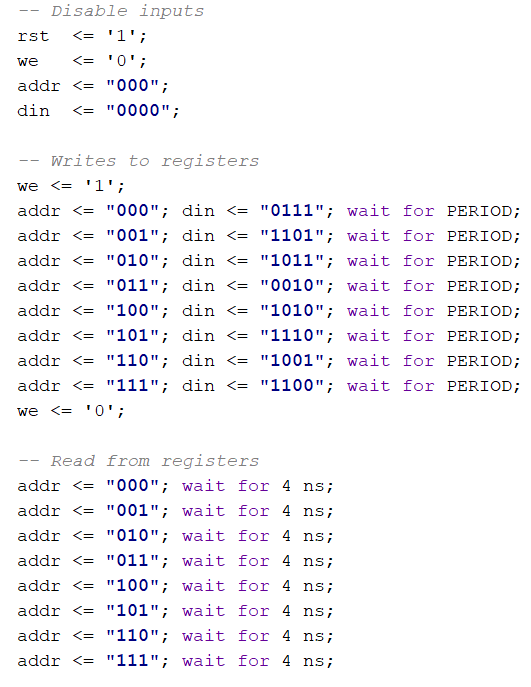 -- Disable inputs
rst  <= '1';
we   <= '0';
addr <= "000";
din  <= "0000";

-- Writes to registers
we <= '1';
addr <= "000"; din <= "0111"; wait for PERIOD;
addr <= "001"; din <= "1101"; wait for PERIOD;
addr <= "010"; din <= "1011"; wait for PERIOD;
addr <= "011"; din <= "0010"; wait for PERIOD;
addr <= "100"; din <= "1010"; wait for PERIOD;
addr <= "101"; din <= "1110"; wait for PERIOD;
addr <= "110"; din <= "1001"; wait for PERIOD;
addr <= "111"; din <= "1100"; wait for PERIOD;
we <= '0';

-- Read from registers
addr <= "000"; wait for 4 ns;
addr <= "001"; wait for 4 ns;
addr <= "010"; wait for 4 ns;
addr <= "011"; wait for 4 ns;
addr <= "100"; wait for 4 ns;
addr <= "101"; wait for 4 ns;
addr <= "110"; wait for 4 ns;
addr <= "111"; wait for 4 ns;